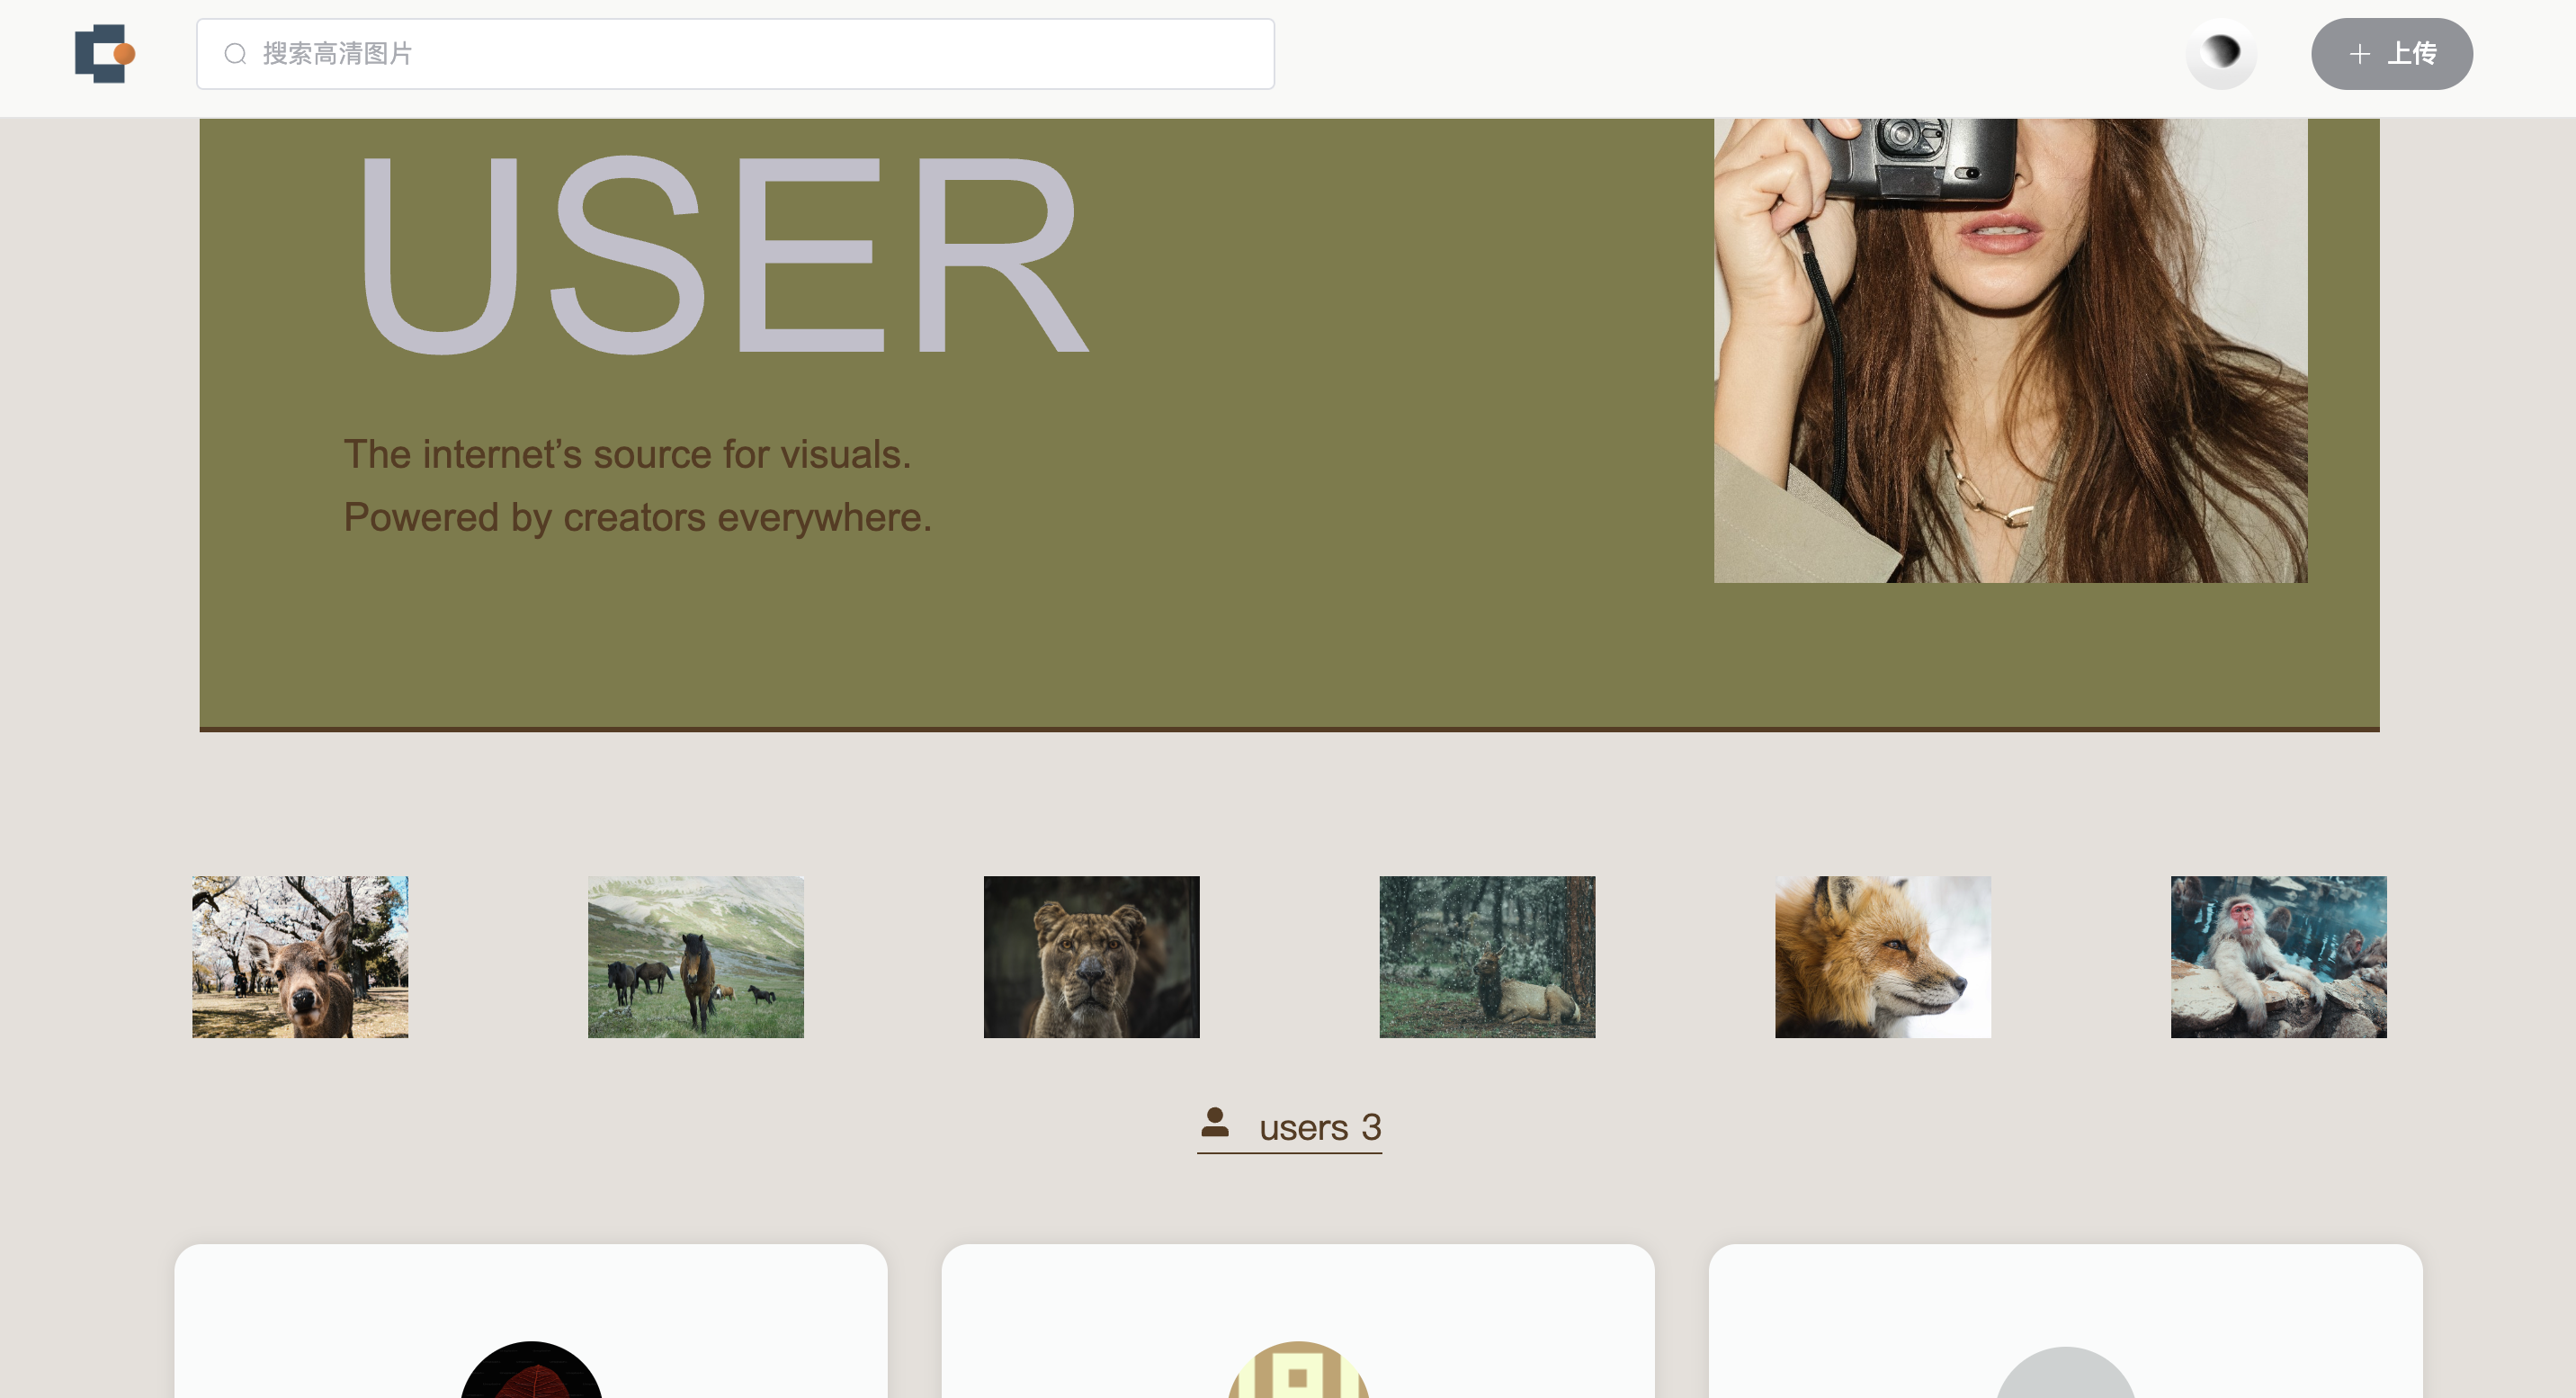 搜索高清图片
上传
USER
The internet’s source for visuals.
Powered by creators everywhere.
users 3